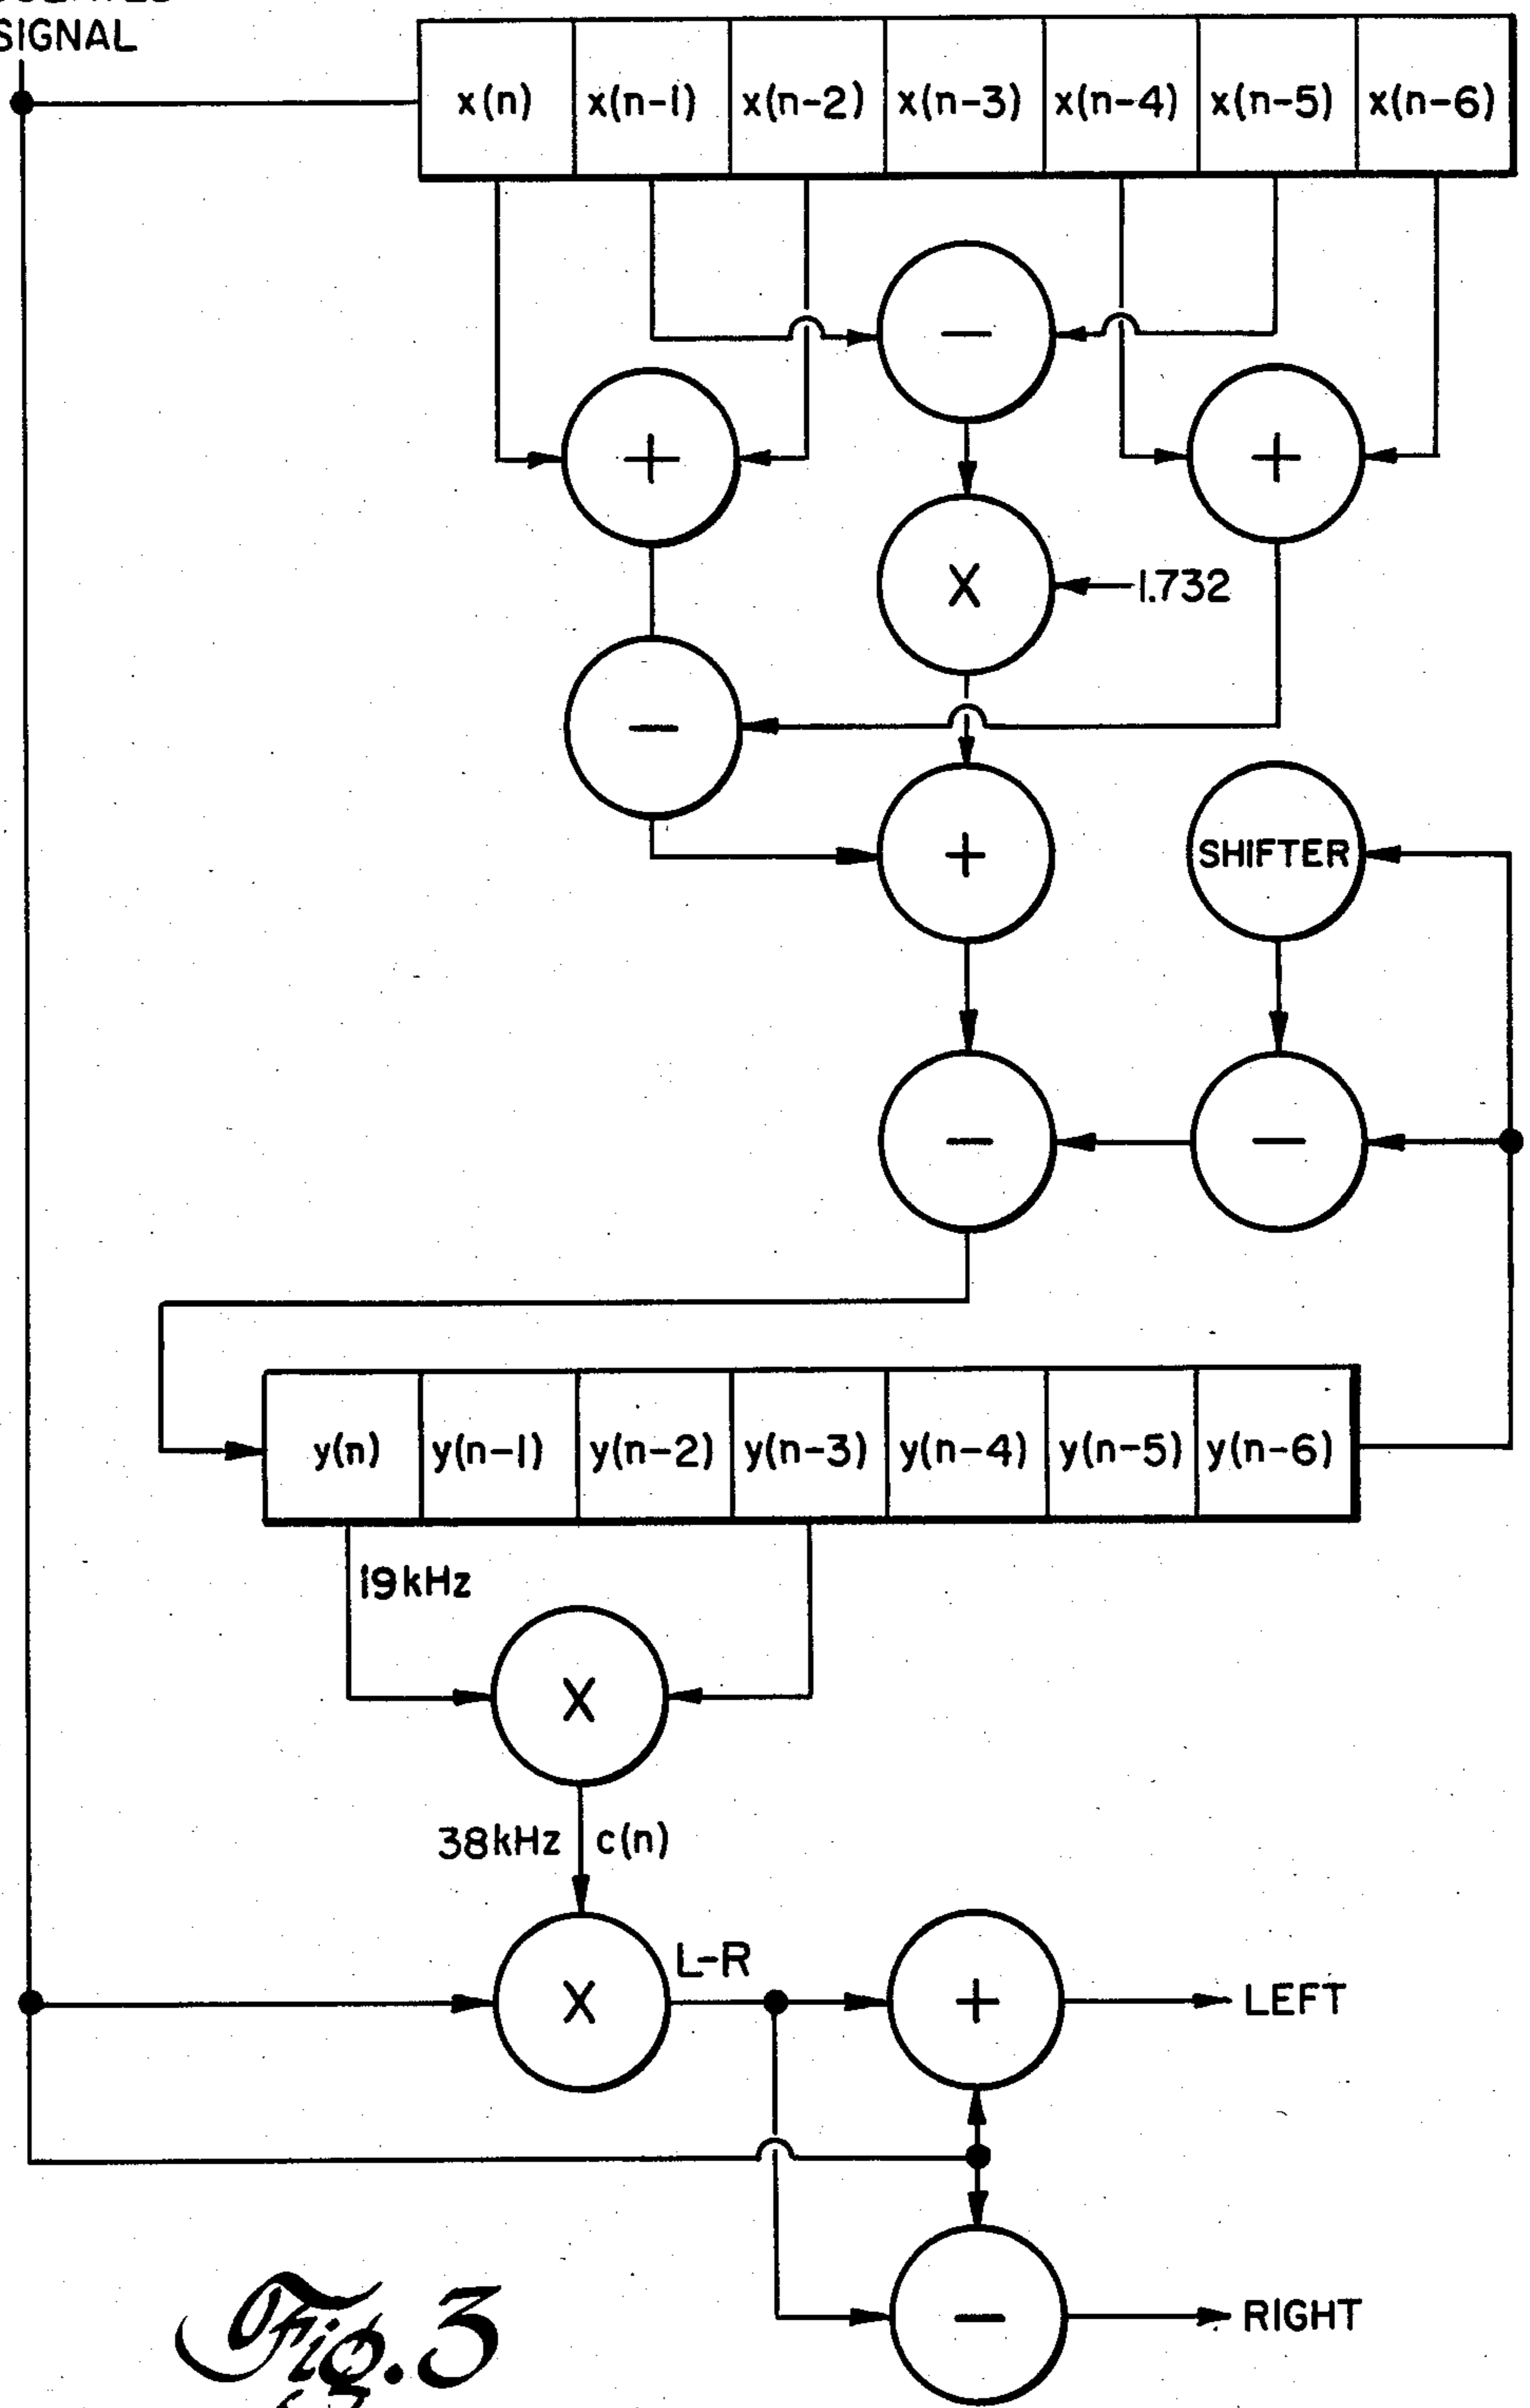 SIGNAL
x(n) x(n-1) x(n-2) x(n-3) x(n-4) x(n-5) x(n-6)
−
+ +
X 1.732
−
+ SHIFTER
− −
y(n) y(n-1) y(n-2) y(n-3) y(n-4) y(n-5) y(n-6)
19kHz
X
38kHz c(n)
L-R
X + LEFT
− RIGHT
Fig. 3